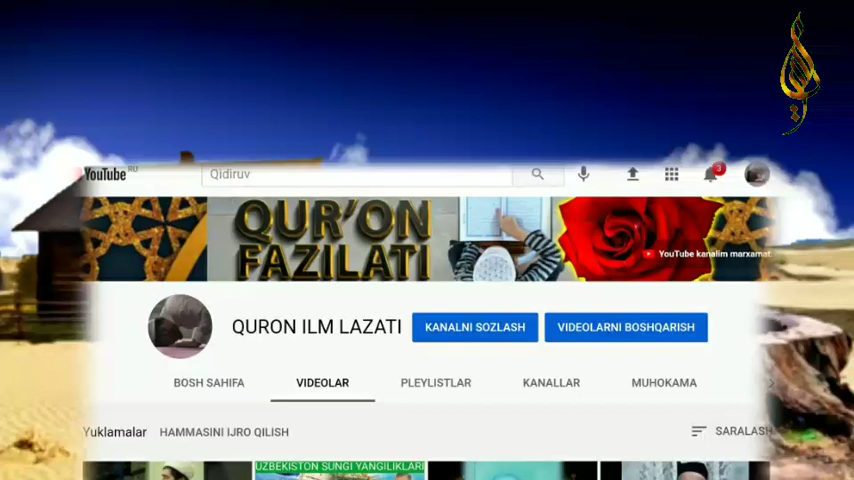 YouTube RU
Qidiruv
3
QUR’ON
FAZILATI
YouTube kanalim marxamat
QURON ILM LAZATI
KANALNI SOZLASH
VIDEOLARNI BOSHQARISH
BOSH SAHIFA
VIDEOLAR
PLEYLISTLAR
KANALLAR
MUHOKAMA
Yuklamalar
HAMMASINI IJRO QILISH
SARALASH
UZBEKISTON SUNGI YANGILIKLARI